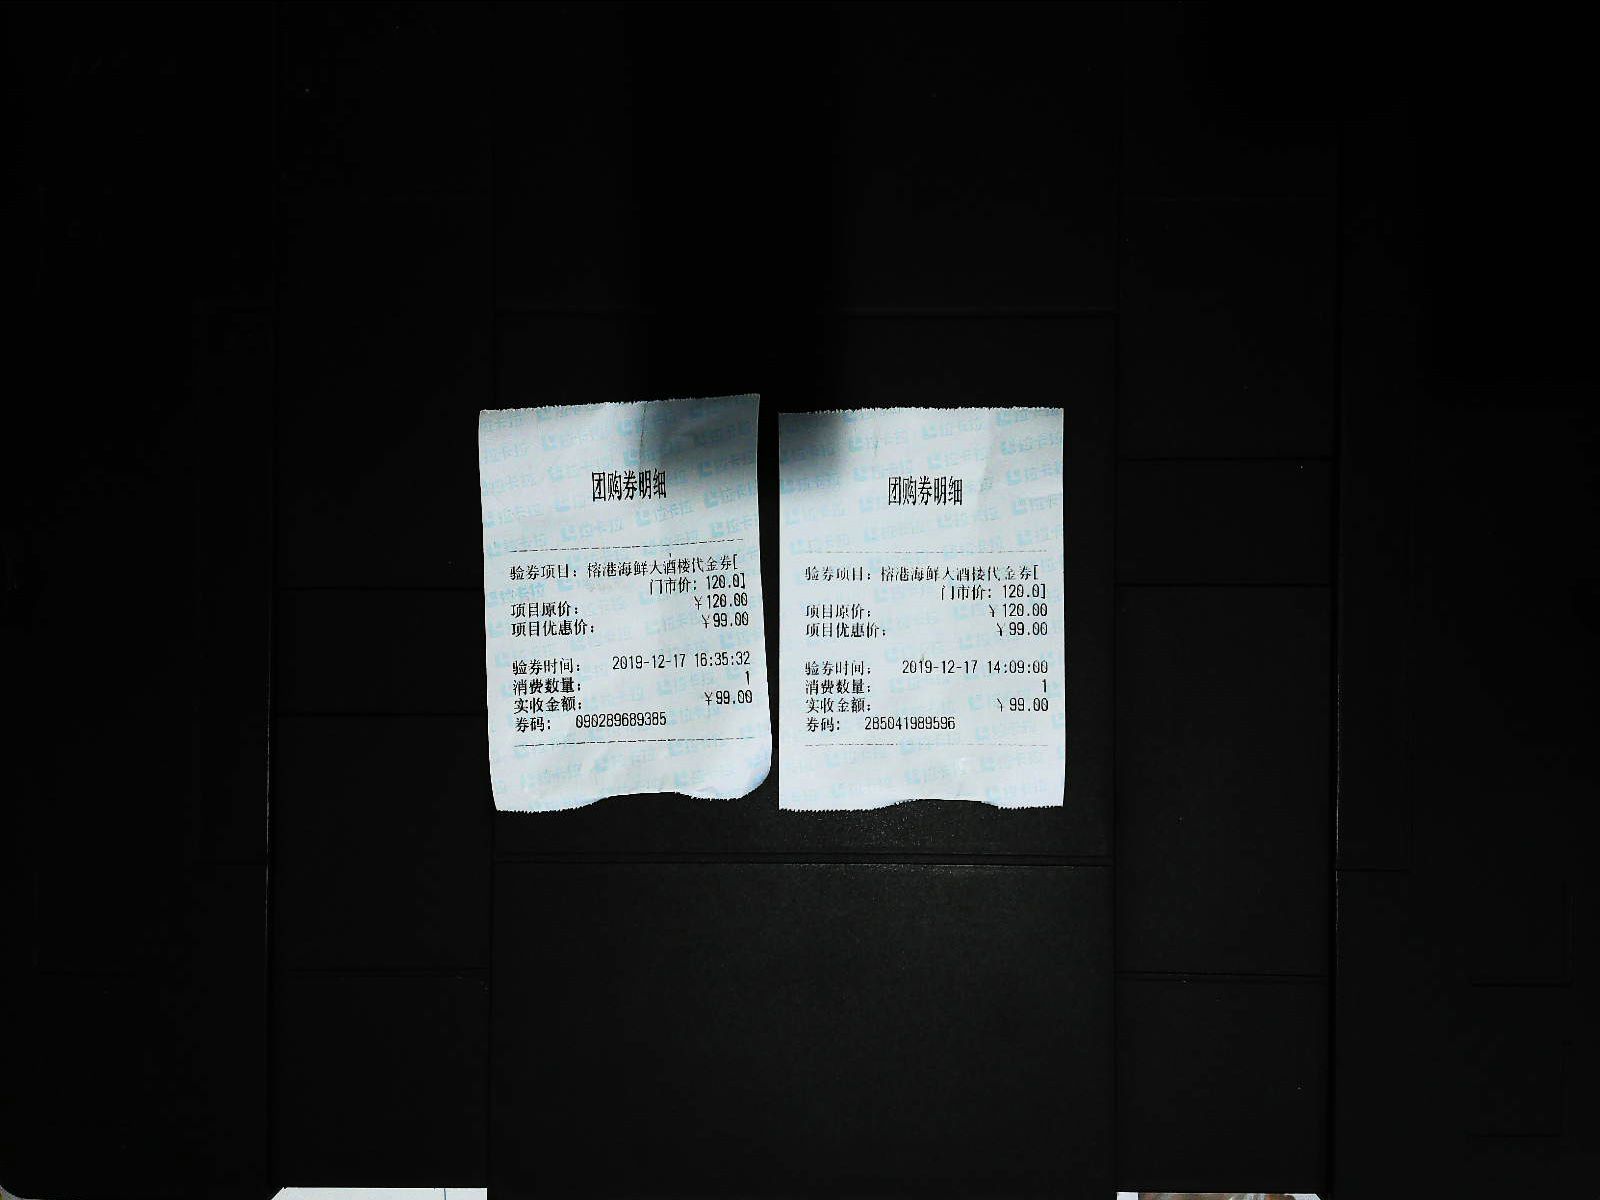 团购券明细
验券项目：榕港海鲜大酒楼代金券[
门市价：120.0]
项目原价：￥120.00
项目优惠价：￥99.00
验券时间：2019-12-17 16:35:32
消费数量：1
实收金额：￥99.00
券码：090289689385
团购券明细
验券项目：榕港海鲜大酒楼代金券[
门市价：120.0]
项目原价：￥120.00
项目优惠价：￥99.00
验券时间：2019-12-17 14:09:00
消费数量：1
实收金额：￥99.00
券码：285041989596